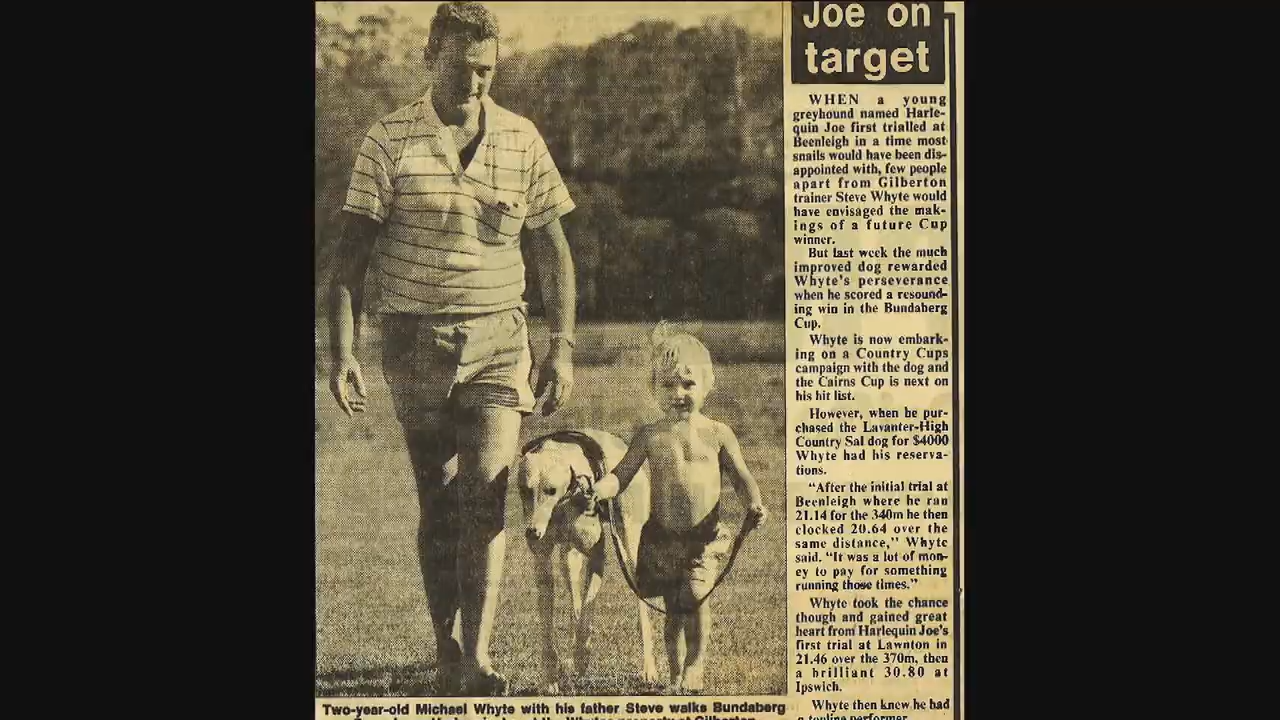 Joe on
target
WHEN a young
greyhound named Harle-
quin Joe first trialled at
Beenleigh in a time most
snails would have been dis-
appointed with, few people
apart from Gilberton
trainer Steve Whyte would
have envisaged the mak-
ings of a future Cup
winner.
But last week the much
improved dog rewarded
Whyte's perseverance
when he scored a resound-
ing win in the Bundaberg
Cup.
Whyte is now embark-
ing on a Country Cups
campaign with the dog and
the Cairns Cup is next on
his hit list.
However, when he pur-
chased the Lavanter-High
Country Sal dog for $4000
Whyte had his reserva-
tions.
"After the initial trial at
Beenleigh where he ran
21.14 for the 340m he then
clocked 20.64 over the
same distance," Whyte
said. "It was a lot of mon-
ey to pay for something
running those times."
Whyte took the chance
though and gained great
heart from Harlequin Joe's
first trial at Lawnton in
21.46 over the 370m, then
a brilliant 30.80 at
Ipswich.
Whyte then knew he had
a topline performer
Two-year-old Michael Whyte with his father Steve walks Bundaberg